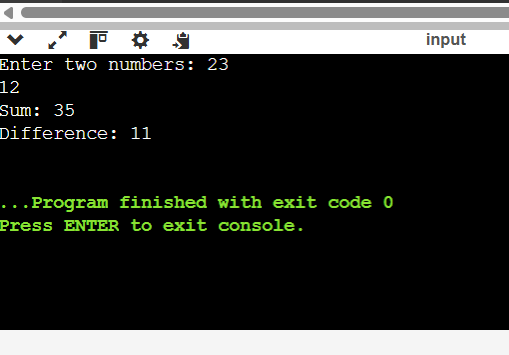 input
Enter two numbers: 23
12
Sum: 35
Difference: 11
...Program finished with exit code 0
Press ENTER to exit console.